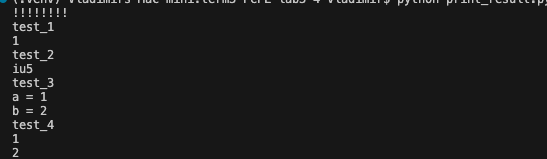 !!!!!!!!
test_1
1
test_2
iu5
test_3
a = 1
b = 2
test_4
1
2